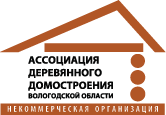 АССОЦИАЦИЯ
ДЕРЕВЯННОГО
ДОМОСТРОЕНИЯ
ВОЛОГОДСКОЙ ОБЛАСТИ
НЕКОММЕРЧЕСКАЯ ОРГАНИЗАЦИЯ